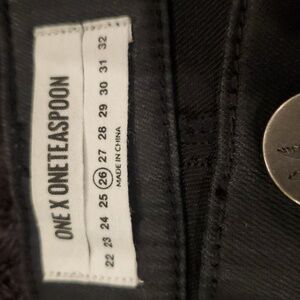 ONE X ONETEASPOON
22 23 24 25 26 27 28 29 30 31 32
MADE IN CHINA